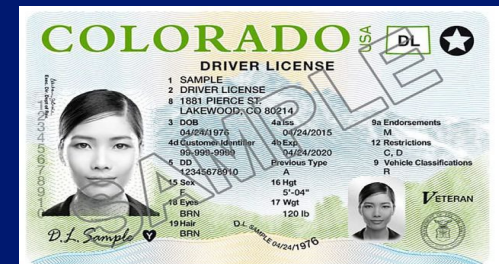 COLORADO USA DL
DRIVER LICENSE
1 SAMPLE
2 DRIVER LICENSE
8 1881 PIERCE ST.
LAKEWOOD, CO 80214
3 DOB 4a Iss 9a Endorsements
04/24/1976 04/24/2015 M
4d Customer Identifier 4b Exp 12 Restrictions
99-999-9999 04/24/2020 C, D
5 DD Previous Type 9 Vehicle Classifications
12345678910 A R
15 Sex 16 Hgt
F 5'-04"
18 Eyes 17 Wgt VETERAN
BRN 120 lb
19 Hair D.L. SAMPLE 04/24/1976
BRN
D.L. Sample
12345678910
SAMPLE